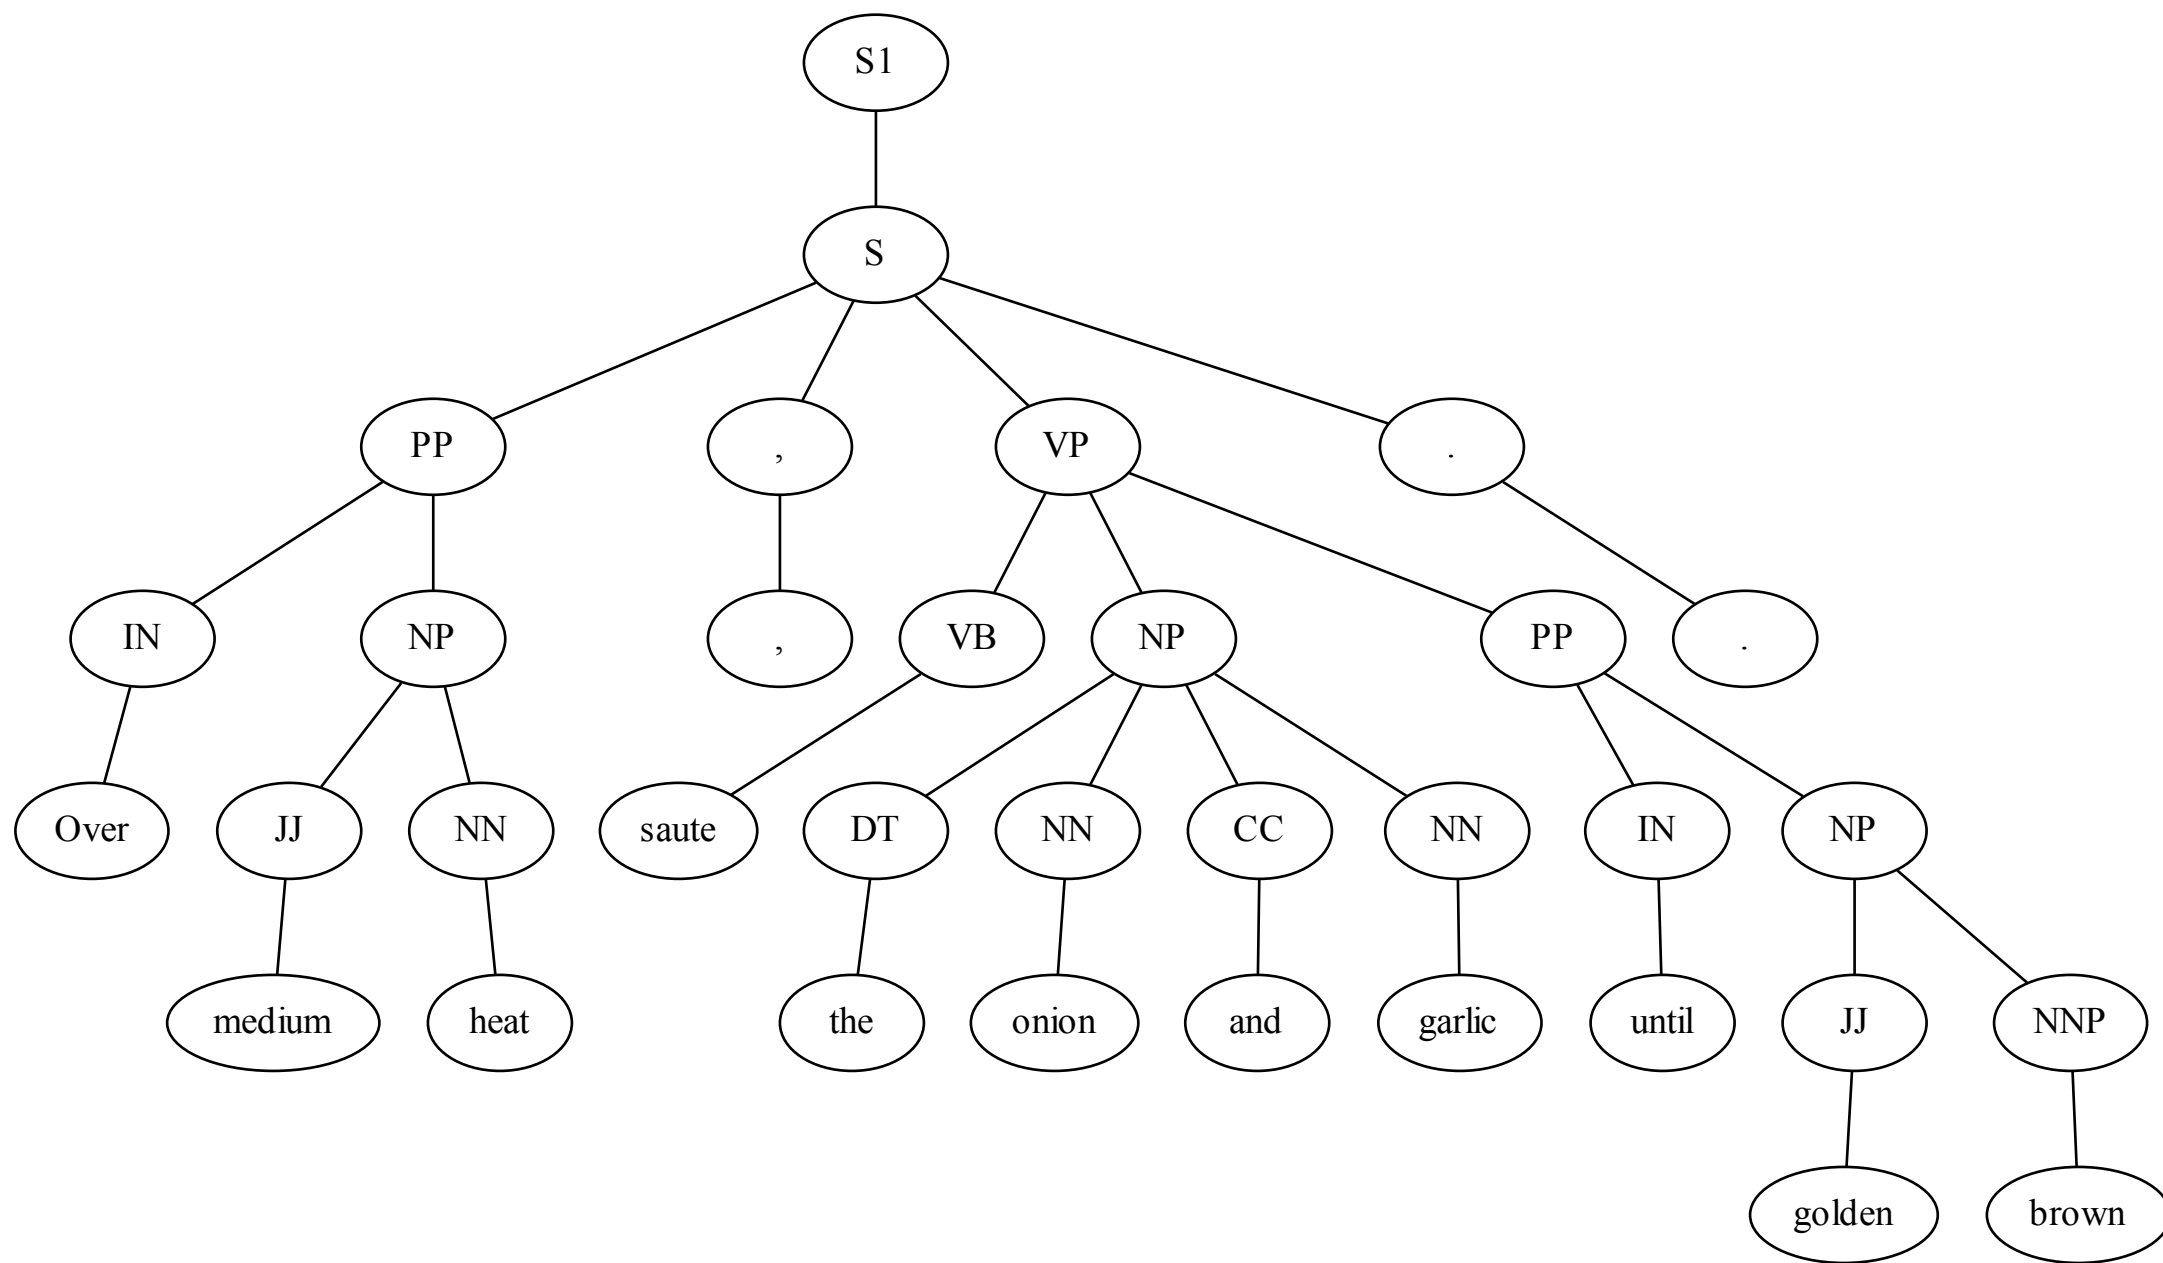 S1
S
PP , VP .
IN NP , VB NP PP .
Over JJ NN saute DT NN CC NN IN NP
medium heat the onion and garlic until JJ NNP
golden brown